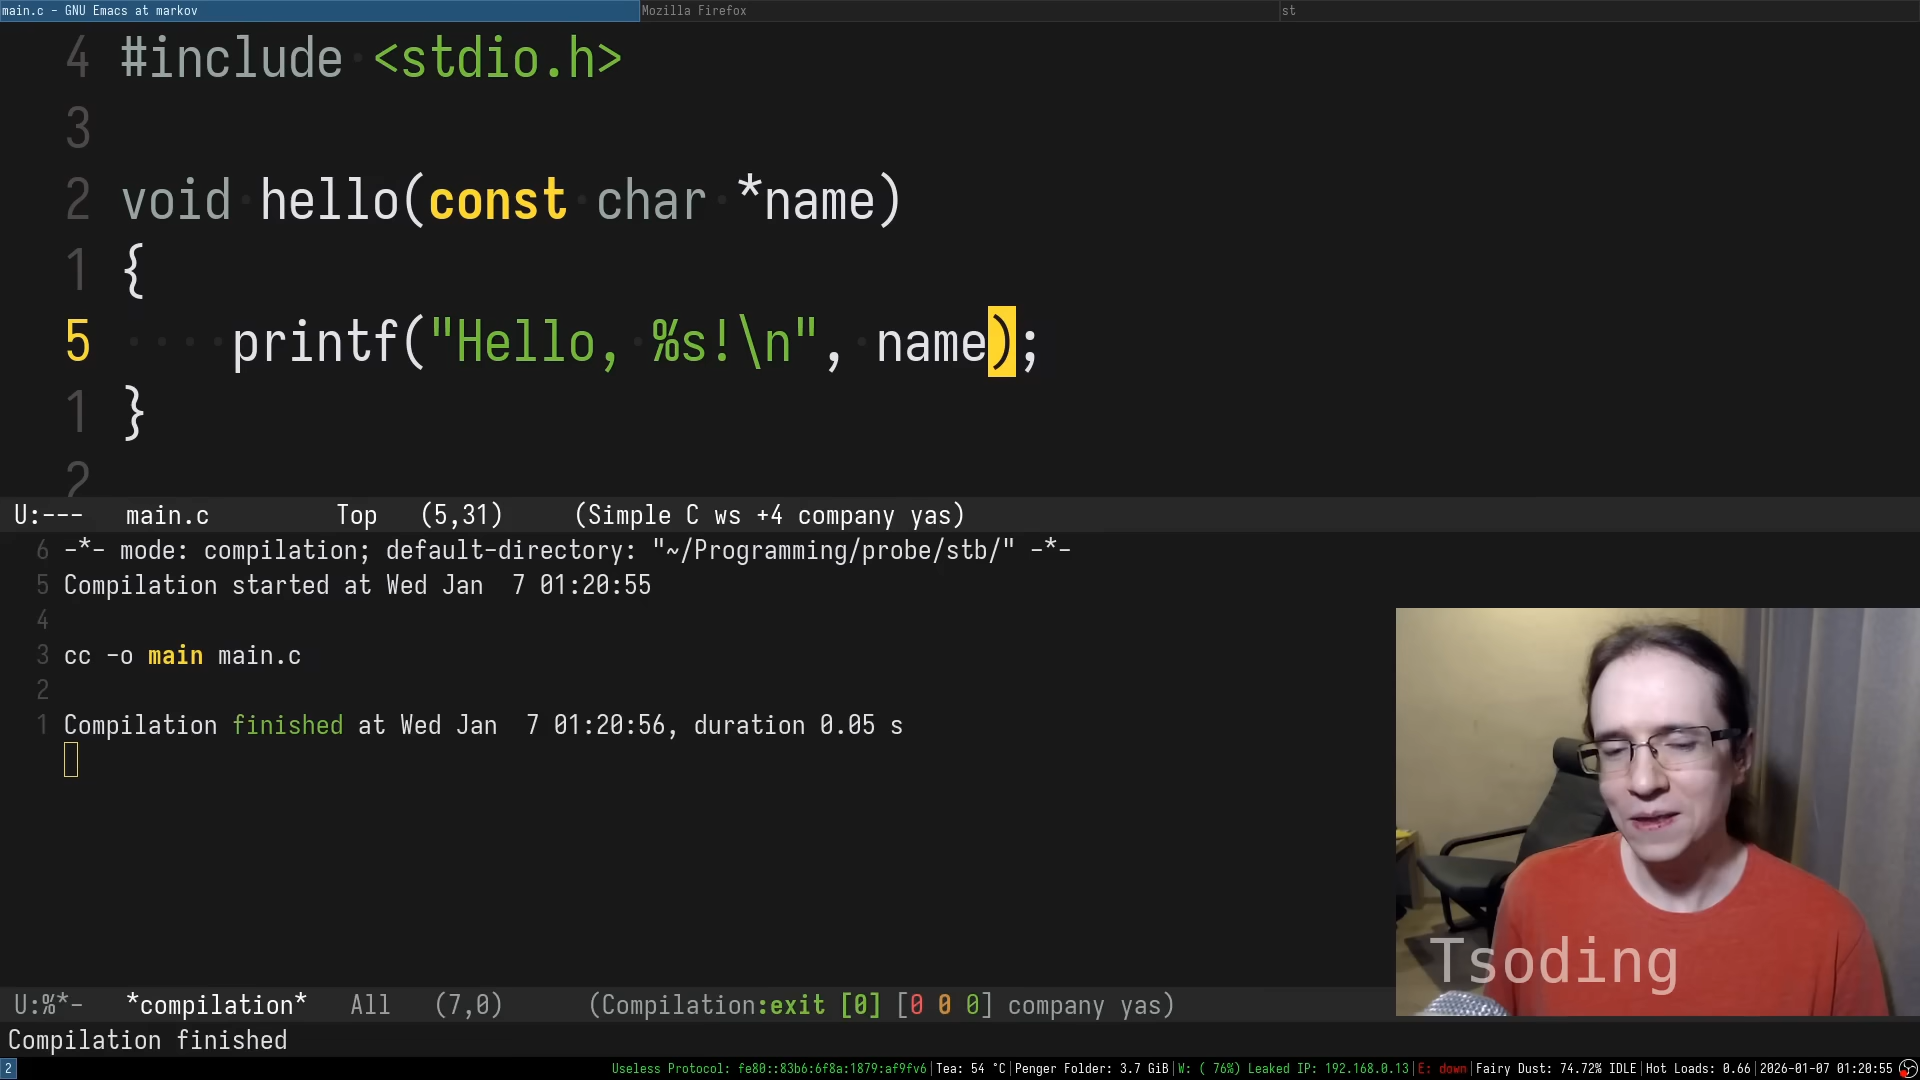 main.c - GNU Emacs at markov
Mozilla Firefox
st
4 #include <stdio.h>
3
2 void hello(const char *name)
1 {
5 printf("Hello, %s!\n", name);
1 }
2
U:--- main.c Top (5,31) (Simple C ws +4 company yas)
6 -*- mode: compilation; default-directory: "~/Programming/probe/stb/" -*-
5 Compilation started at Wed Jan  7 01:20:55
4
3 cc -o main main.c
2
1 Compilation finished at Wed Jan  7 01:20:56, duration 0.05 s
Tsoding
U:%*- *compilation* All (7,0) (Compilation:exit [0] [0 0 0] company yas)
Compilation finished
2 Useless Protocol: fe80::83b6:6f8a:1879:af9fv6|Tea: 54 °C|Penger Folder: 3.7 GiB|W: ( 76%) Leaked IP: 192.168.0.13|E: down|Fairy Dust: 74.72% IDLE|Hot Loads: 0.66|2026-01-07 01:20:55